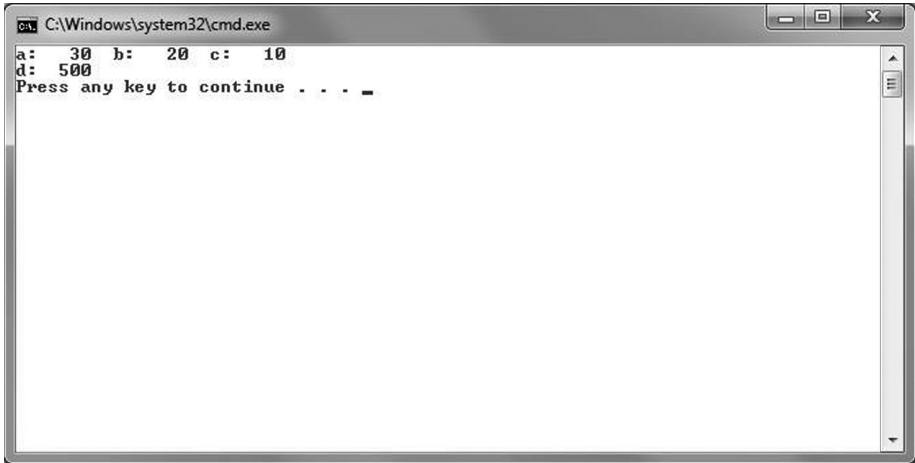 C:\Windows\system32\cmd.exe
a:   30  b:   20  c:   10
d:  500
Press any key to continue . . . _